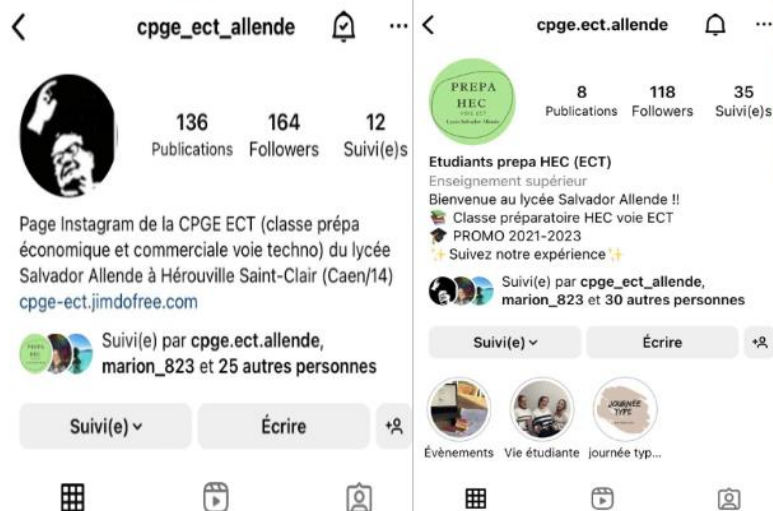 cpge_ect_allende
136
164
12
Publications
Followers
Suivi(e)s
Page Instagram de la CPGE ECT (classe prépa
économique et commerciale voie techno) du lycée
Salvador Allende à Hérouville Saint-Clair (Caen/14)
cpge-ect.jimdofree.com
Suivi(e) par cpge.ect.allende,
marion_823 et 25 autres personnes
Suivi(e)
Écrire
cpge.ect.allende
PREPA
HEC
VOIE ECT
Lycée Salvador Allende
8
118
35
Publications
Followers
Suivi(e)s
Etudiants prepa HEC (ECT)
Enseignement supérieur
Bienvenue au lycée Salvador Allende !!
Classe préparatoire HEC voie ECT
PROMO 2021-2023
Suivez notre expérience
Suivi(e) par cpge_ect_allende,
marion_823 et 30 autres personnes
Suivi(e)
Écrire
JOURNÉE
TYPE
Évènements
Vie étudiante
journée typ...